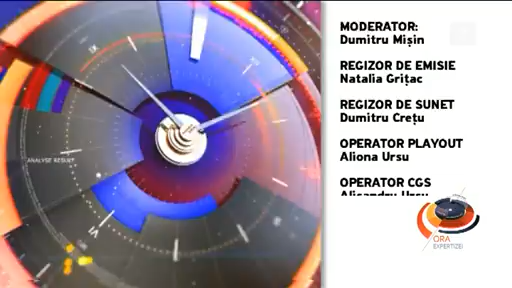 MODERATOR:
Dumitru Mișin
REGIZOR DE EMISIE
Natalia Grițac
REGIZOR DE SUNET
Dumitru Crețu
OPERATOR PLAYOUT
Aliona Ursu
OPERATOR CGS
ANALYSE RESULT
ORA
EXPERTIZEI